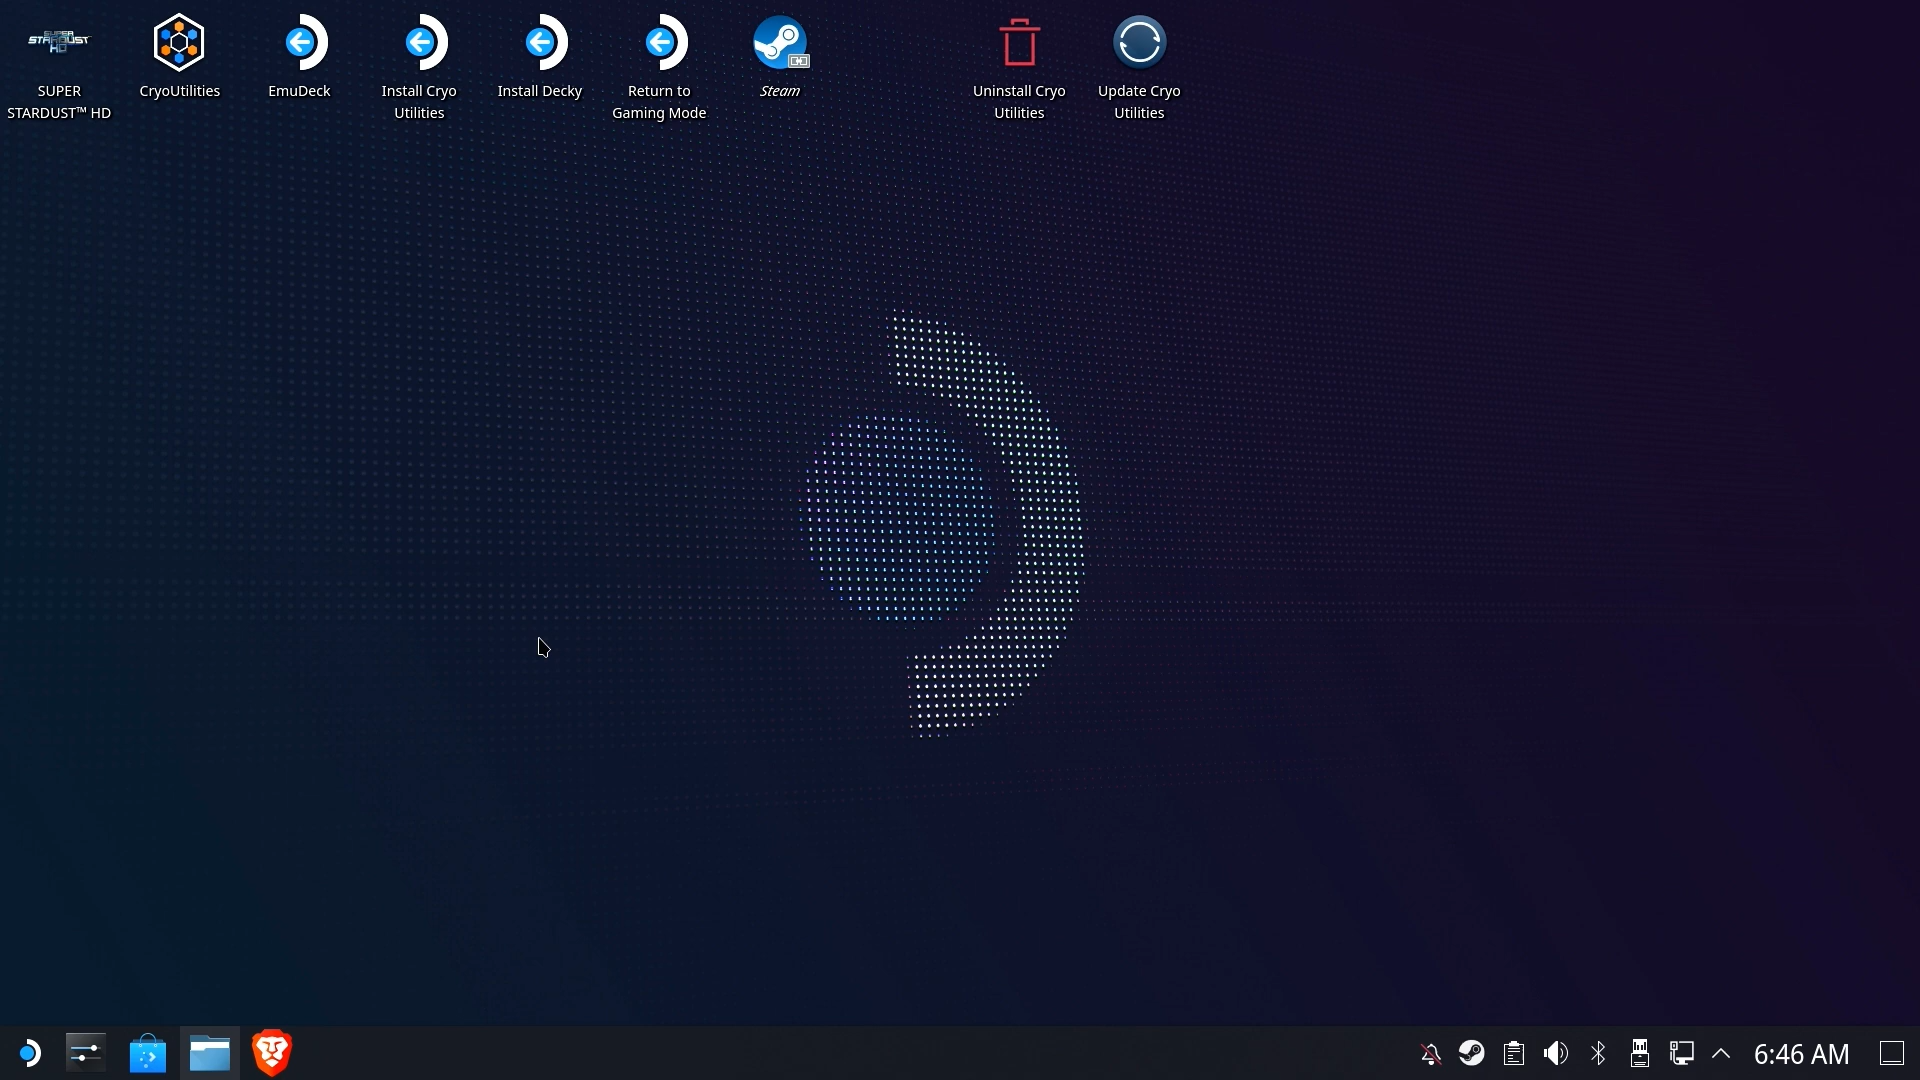 SUPER
STARDUST
HD
SUPER
STARDUST™ HD
CryoUtilities
EmuDeck
Install Cryo
Utilities
Install Decky
Return to
Gaming Mode
Steam
Uninstall Cryo
Utilities
Update Cryo
Utilities
6:46 AM